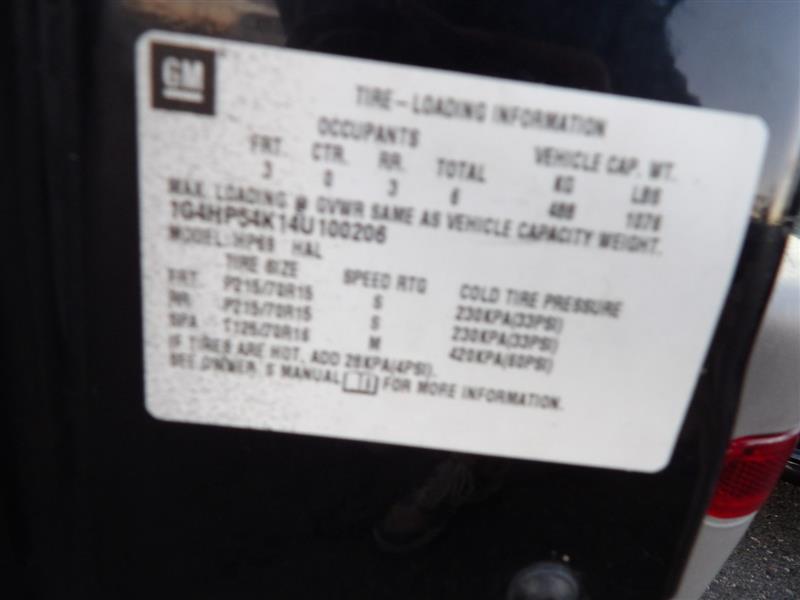 GM
TIRE-LOADING INFORMATION
OCCUPANTS VEHICLE CAP. WT.
FRT. CTR. RR. TOTAL KG LBS
3 0 3 6 488 1076
MAX. LOADING @ GVWR SAME AS VEHICLE CAPACITY WEIGHT.
1G4HP54K14U100206
MODEL: HP69 HAL
TIRE SIZE SPEED RTG COLD TIRE PRESSURE
FRT. P215/70R15 S 230KPA(33PSI)
RR. P215/70R15 S 230KPA(33PSI)
SPA T125/70R16 M 420KPA(60PSI)
IF TIRES ARE HOT, ADD 28KPA(4PSI).
SEE OWNER,S MANUAL i FOR MORE INFORMATION.